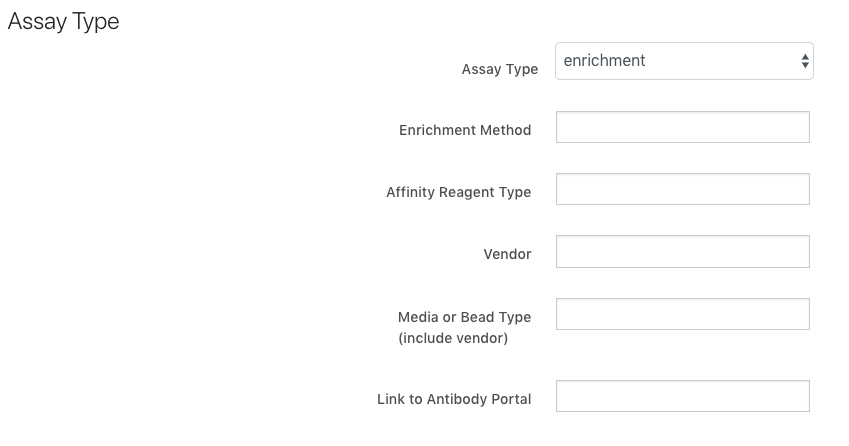 Assay Type
Assay Type enrichment
Enrichment Method
Affinity Reagent Type
Vendor
Media or Bead Type
(include vendor)
Link to Antibody Portal